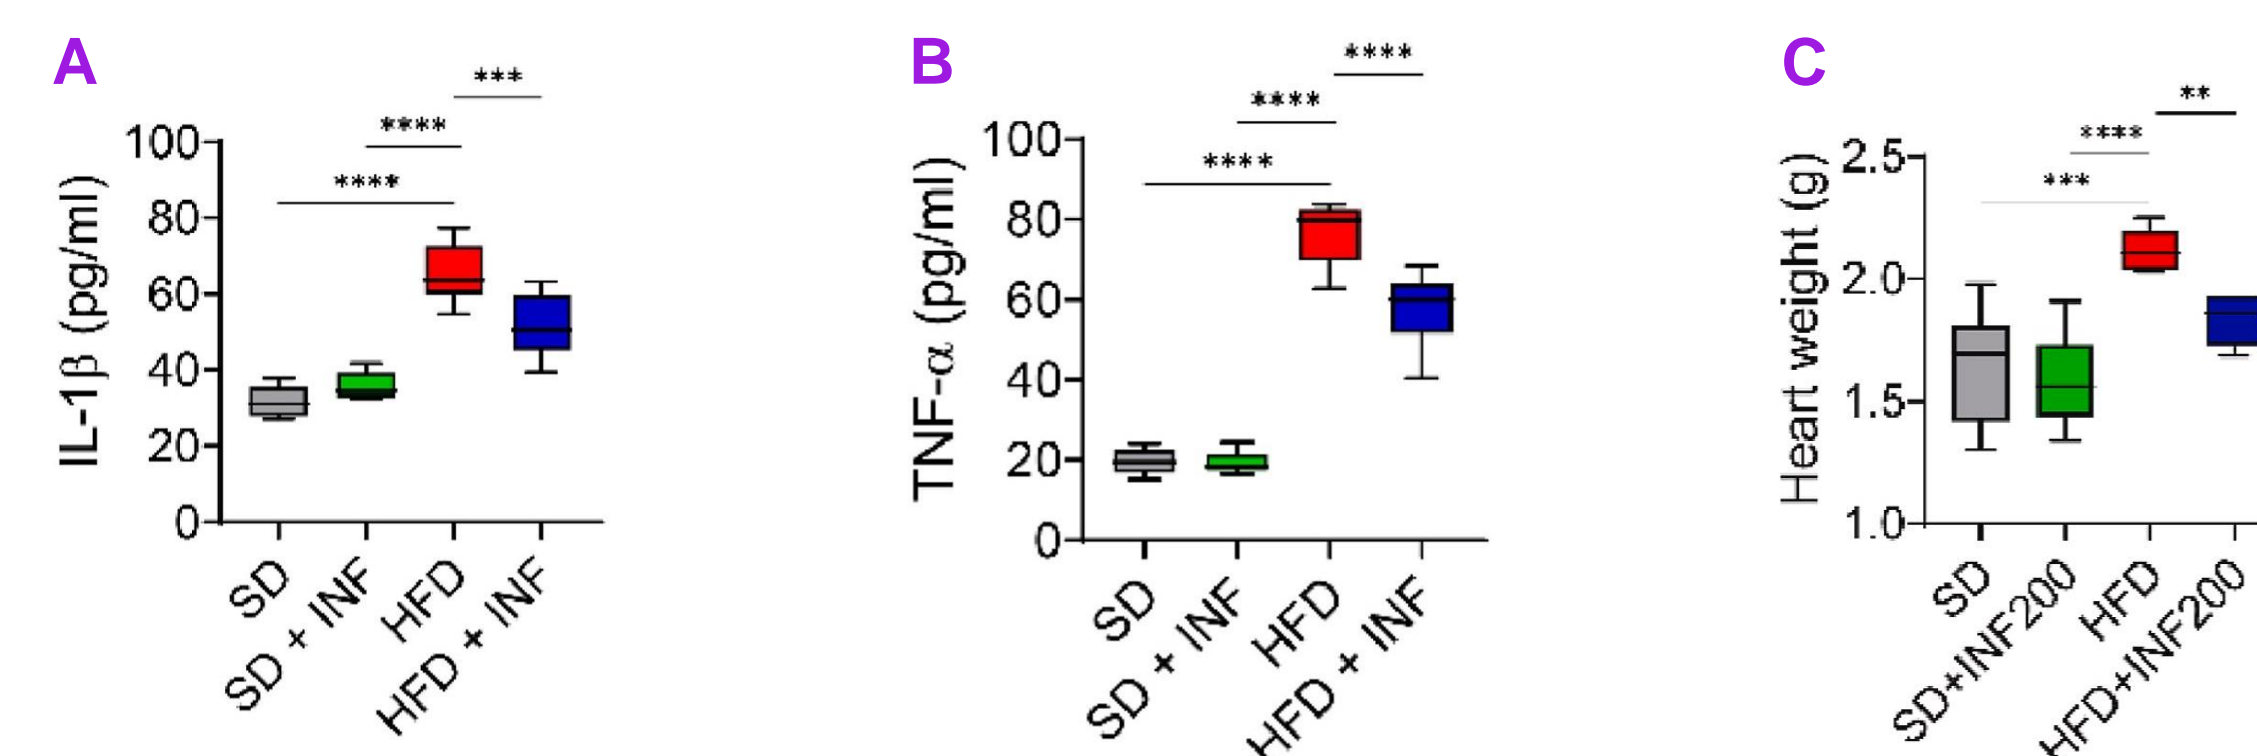 A
***
****
****
100
80
60
40
20
0
IL-1β (pg/ml)
SD
SD + INF
HFD
HFD + INF
B
****
****
****
100
80
60
40
20
0
TNF-α (pg/ml)
SD
SD + INF
HFD
HFD + INF
C
**
****
***
2.5
2.0
1.5
1.0
Heart weight (g)
SD
SD+INF200
HFD
HFD+INF200